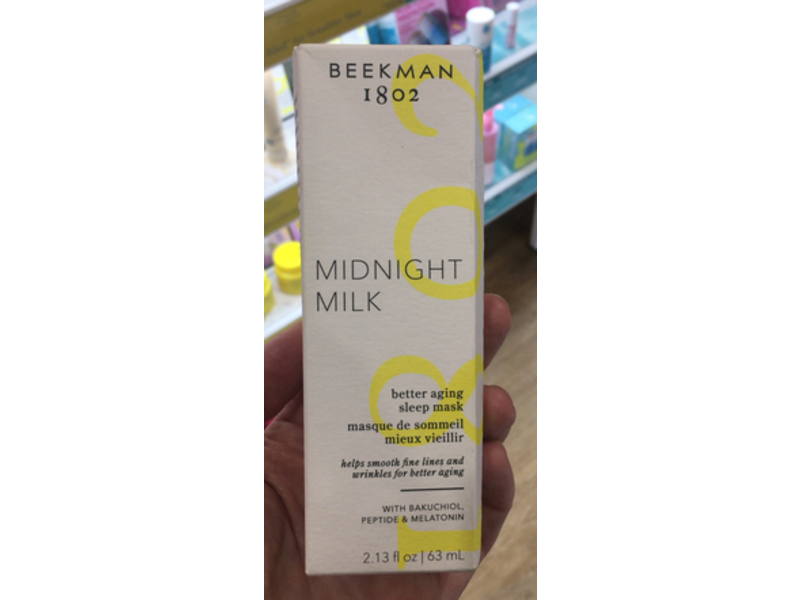 BEEKMAN
1802
MIDNIGHT
MILK
better aging
sleep mask
masque de sommeil
mieux vieillir
helps smooth fine lines and
wrinkles for better aging
WITH BAKUCHIOL,
PEPTIDE & MELATONIN
2.13 fl oz | 63 mL
1802